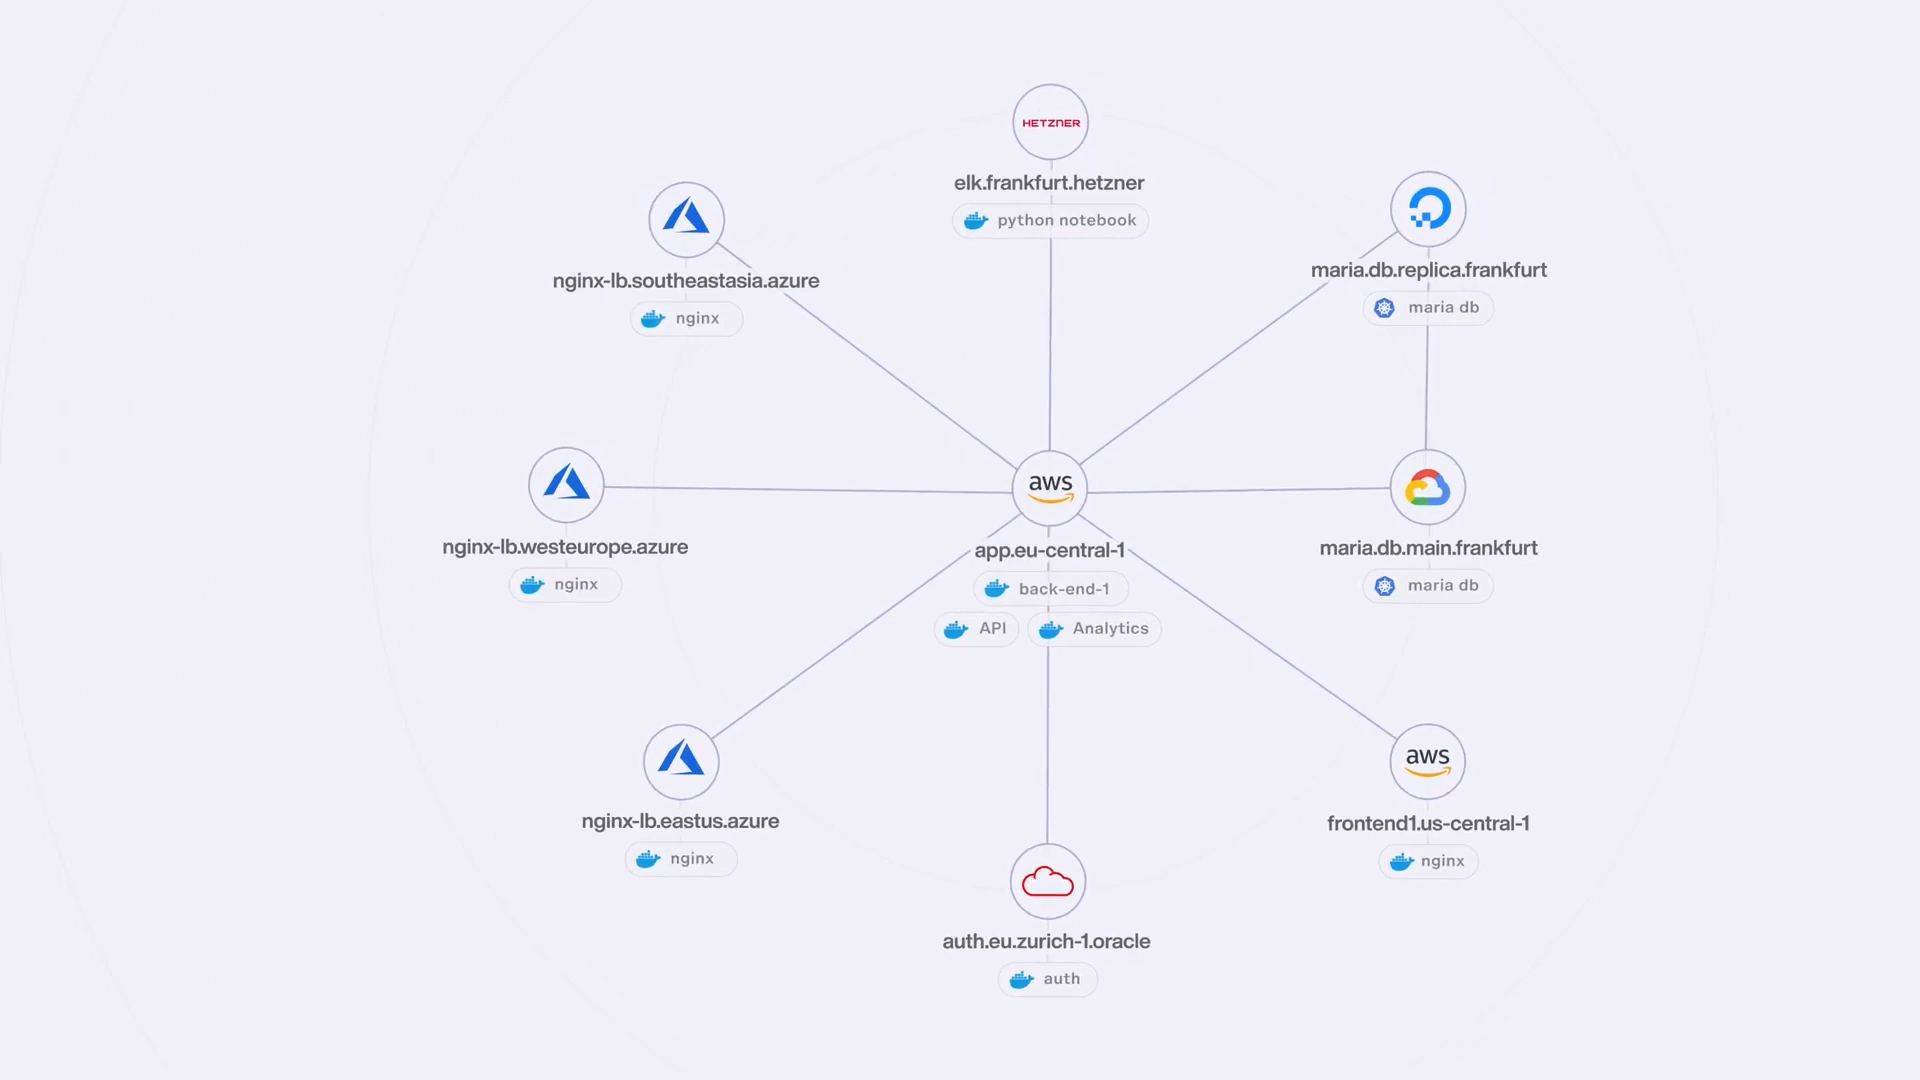 HETZNER
elk.frankfurt.hetzner
python notebook
nginx-lb.southeastasia.azure
nginx
maria.db.replica.frankfurt
maria db
nginx-lb.westeurope.azure
nginx
aws
app.eu-central-1
back-end-1
API
Analytics
maria.db.main.frankfurt
maria db
nginx-lb.eastus.azure
nginx
aws
frontend1.us-central-1
nginx
auth.eu.zurich-1.oracle
auth